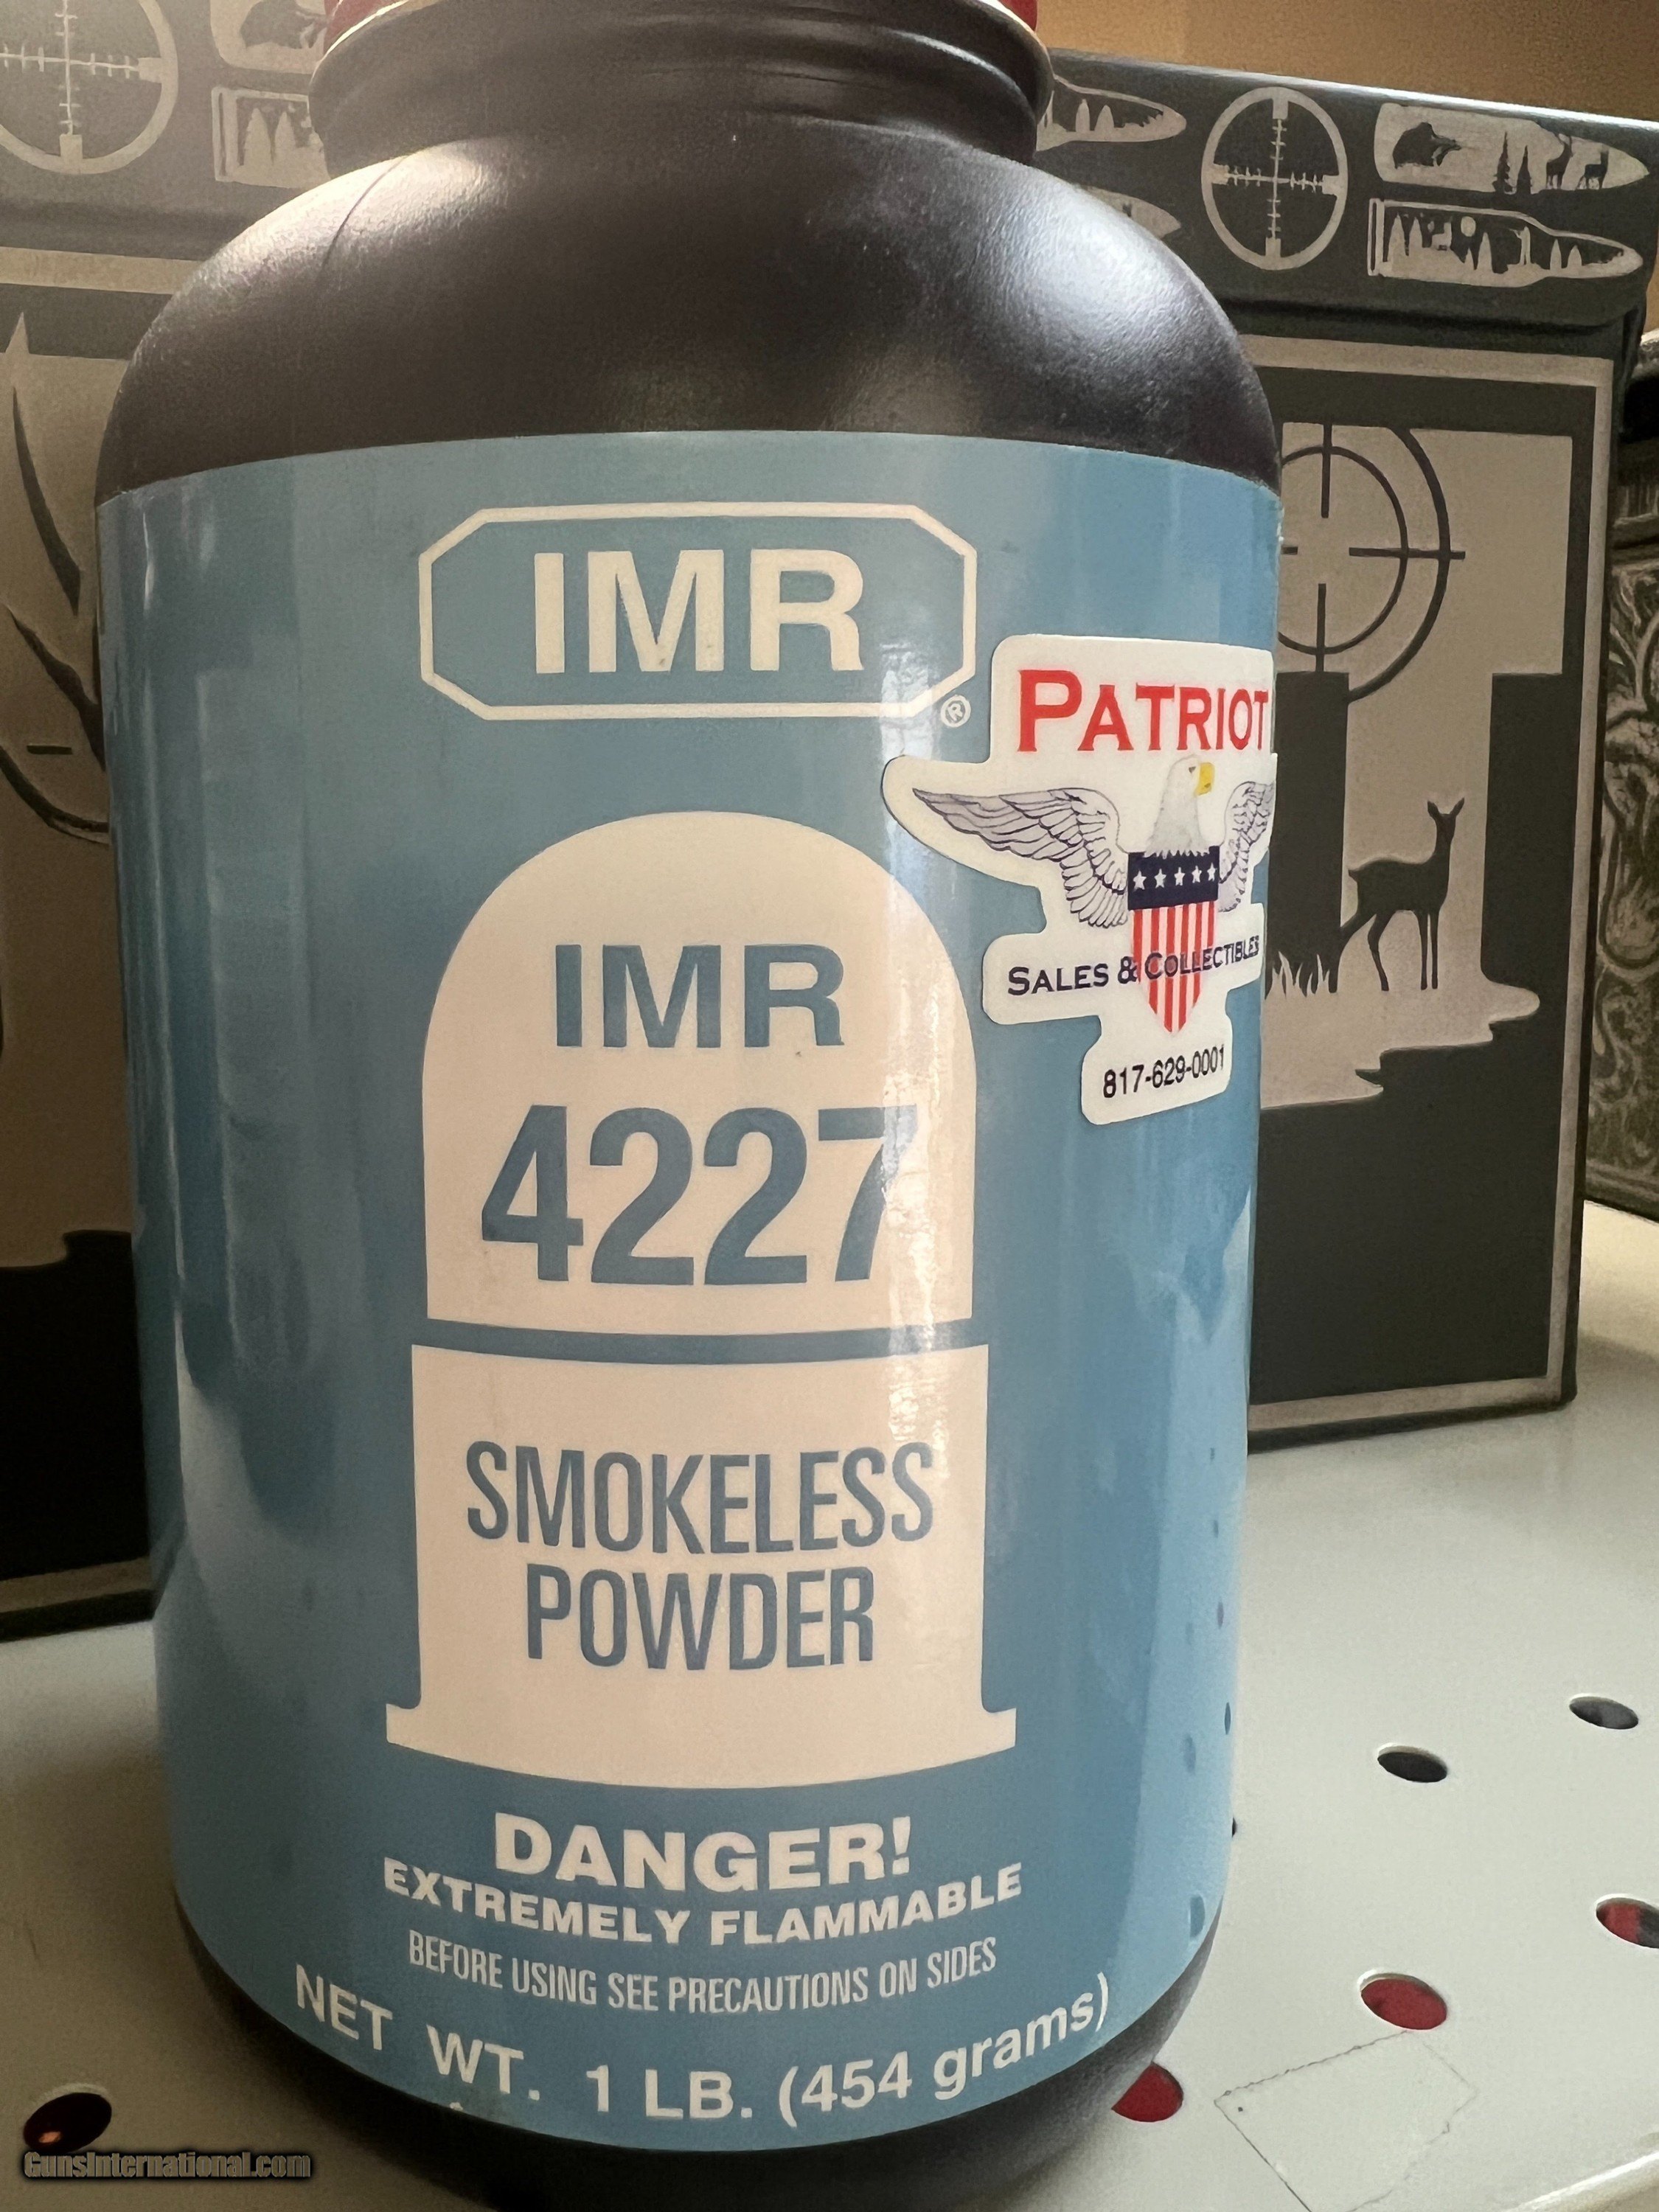 IMR
®
PATRIOT
SALES & COLLECTIBLES
817-629-0001
IMR
4227
SMOKELESS
POWDER
DANGER!
EXTREMELY FLAMMABLE
BEFORE USING SEE PRECAUTIONS ON SIDES
NET WT. 1 LB. (454 grams)
GunsInternational.com